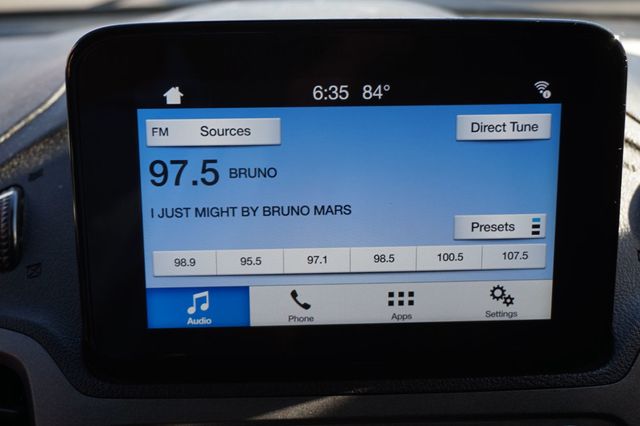 6:35 84°
FM Sources
Direct Tune
97.5 BRUNO
I JUST MIGHT BY BRUNO MARS
Presets
98.9 95.5 97.1 98.5 100.5 107.5
Audio Phone Apps Settings